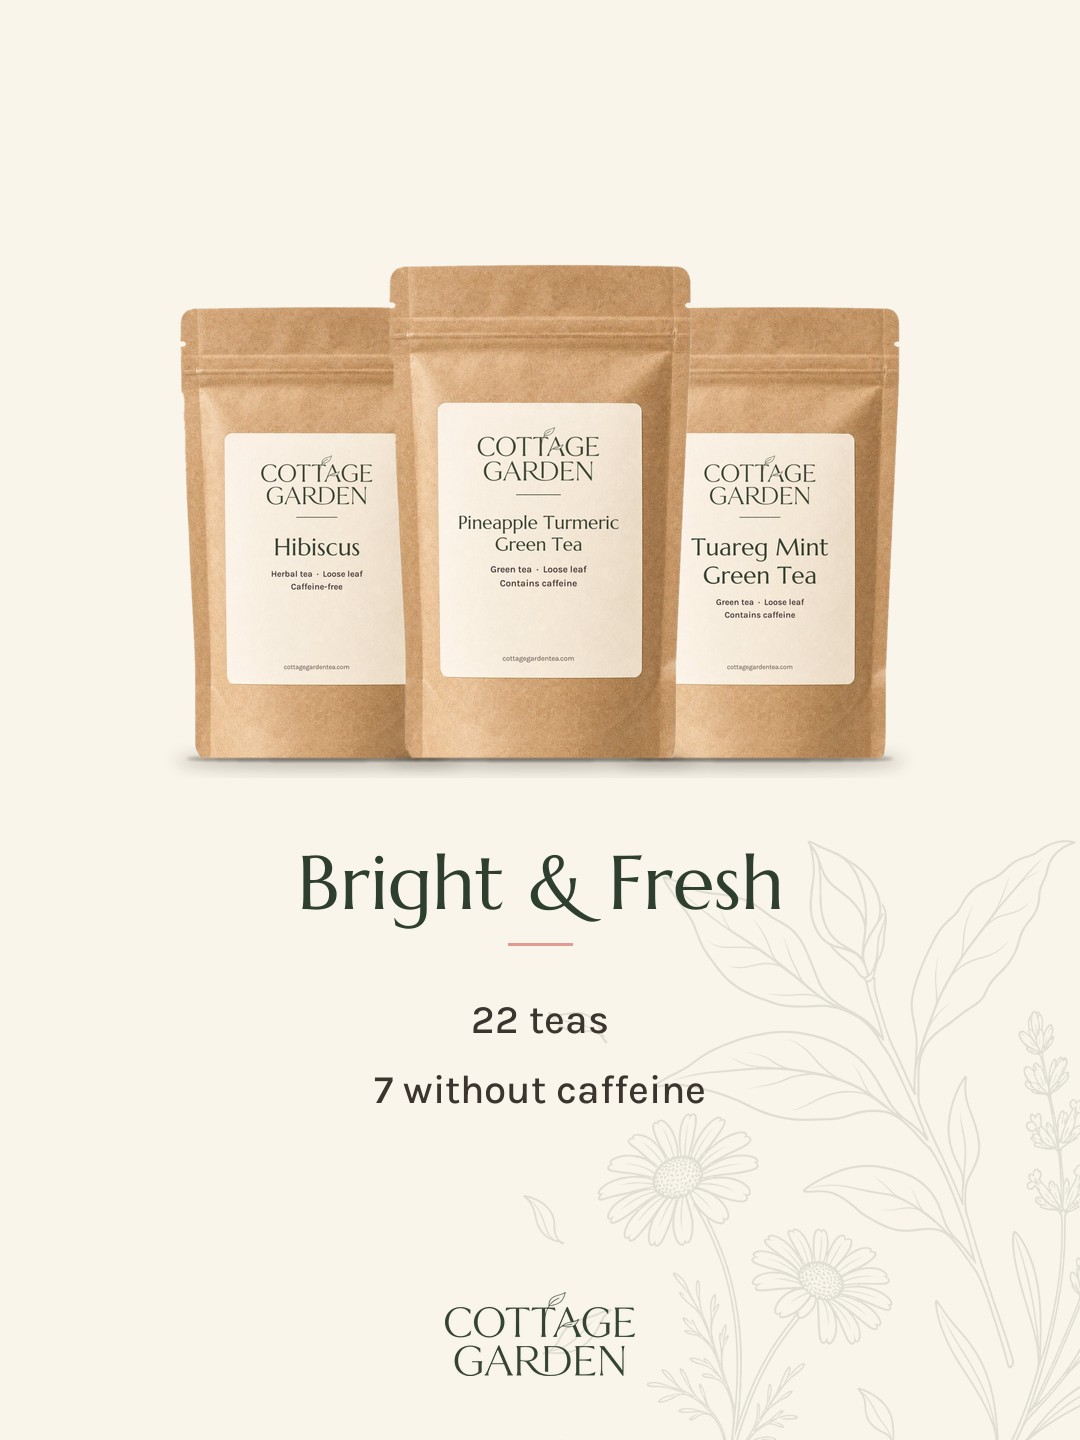 COTTAGE
GARDEN
Hibiscus
Herbal tea · Loose leaf
Caffeine-free
cottagegardentea.com
COTTAGE
GARDEN
Pineapple Turmeric
Green Tea
Green tea · Loose leaf
Contains caffeine
cottagegardentea.com
COTTAGE
GARDEN
Tuareg Mint
Green Tea
Green tea · Loose leaf
Contains caffeine
cottagegardentea.com
Bright & Fresh
22 teas
7 without caffeine
COTTAGE
GARDEN